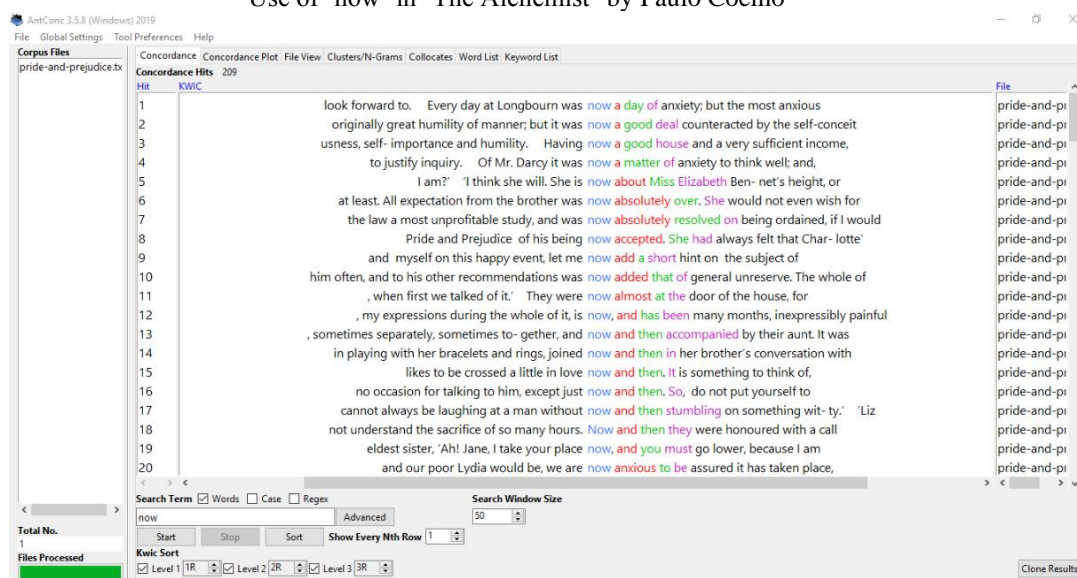 Use of "now" in "The Alchemist" by Paulo Coelho
AntConc 3.5.8 (Windows) 2019
File Global Settings Tool Preferences Help
Corpus Files
pride-and-prejudice.tx
Concordance Concordance Plot File View Clusters/N-Grams Collocates Word List Keyword List
Concordance Hits 209
Hit KWIC File
1 look forward to. Every day at Longbourn was now a day of anxiety; but the most anxious pride-and-pr
2 originally great humility of manner; but it was now a good deal counteracted by the self-conceit pride-and-pr
3 usness, self- importance and humility. Having now a good house and a very sufficient income, pride-and-pr
4 to justify inquiry. Of Mr. Darcy it was now a matter of anxiety to think well; and, pride-and-pr
5 I am?' 'I think she will. She is now about Miss Elizabeth Ben- net's height, or pride-and-pr
6 at least. All expectation from the brother was now absolutely over. She would not even wish for pride-and-pr
7 the law a most unprofitable study, and was now absolutely resolved on being ordained, if I would pride-and-pr
8 Pride and Prejudice of his being now accepted. She had always felt that Char- lotte' pride-and-pr
9 and myself on this happy event, let me now add a short hint on the subject of pride-and-pr
10 him often, and to his other recommendations was now added that of general unreserve. The whole of pride-and-pr
11 , when first we talked of it.' They were now almost at the door of the house, for pride-and-pr
12 , my expressions during the whole of it, is now, and has been many months, inexpressibly painful pride-and-pr
13 , sometimes separately, sometimes to- gether, and now and then accompanied by their aunt. It was pride-and-pr
14 in playing with her bracelets and rings, joined now and then in her brother's conversation with pride-and-pr
15 likes to be crossed a little in love now and then. It is something to think of, pride-and-pr
16 no occasion for talking to him, except just now and then. So, do not put yourself to pride-and-pr
17 cannot always be laughing at a man without now and then stumbling on something wit- ty.' 'Liz pride-and-pr
18 not understand the sacrifice of so many hours. Now and then they were honoured with a call pride-and-pr
19 eldest sister, 'Ah! Jane, I take your place now, and you must go lower, because I am pride-and-pr
20 and our poor Lydia would be, we are now anxious to be assured it has taken place, pride-and-pr
Search Term Words Case Regex Search Window Size
now Advanced 50
Start Stop Sort Show Every Nth Row 1
Total No.
1
Files Processed
Kwic Sort
Level 1 1R Level 2 2R Level 3 3R Clone Results